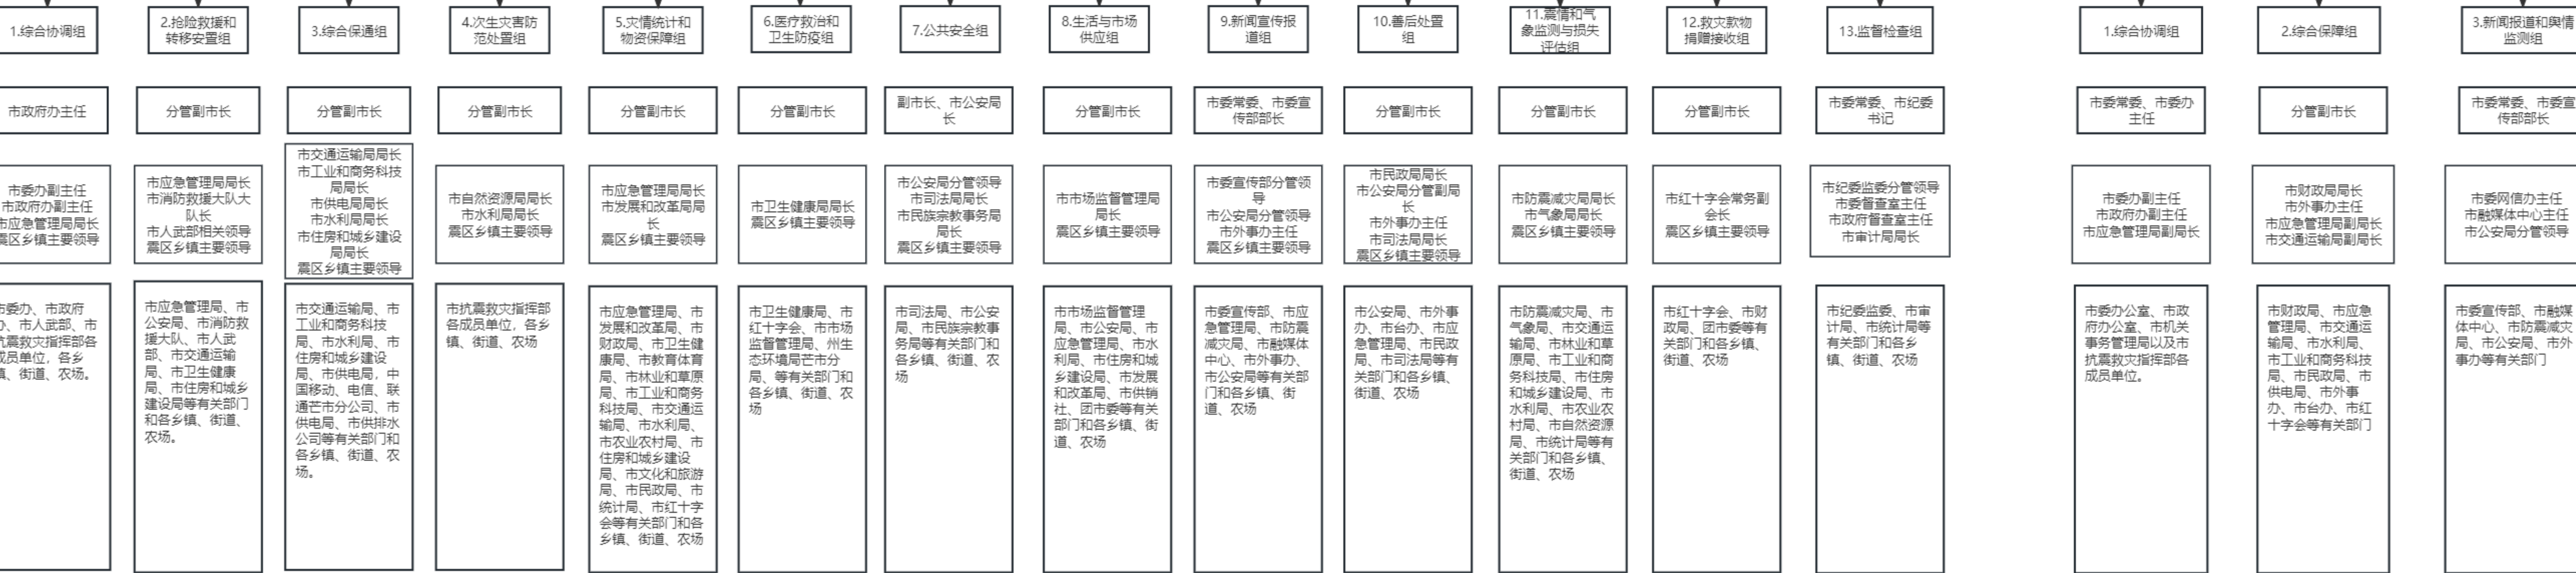 1.综合协调组
市政府办主任
市委办副主任
市政府办副主任
市应急管理局局长
震区乡镇主要领导
市委办、市政府
办、市人武部、市
抗震救灾指挥部各
成员单位，各乡
镇、街道、农场。
2.抢险救援和
转移安置组
分管副市长
市应急管理局局长
市消防救援大队大
队长
市人武部相关领导
震区乡镇主要领导
市应急管理局、市
公安局、市消防救
援大队、市人武
部、市交通运输
局、市卫生健康
局、市住房和城乡
建设局等有关部门
和各乡镇、街道、
农场。
3.综合保通组
分管副市长
市交通运输局局长
市工业和商务科技
局局长
市供电局局长
市水利局局长
市住房和城乡建设
局局长
震区乡镇主要领导
市交通运输局、市
工业和商务科技
局、市水利局、市
住房和城乡建设
局、市供电局，中
国移动、电信、联
通芒市分公司、市
供电局、市供排水
公司等有关部门和
各乡镇、街道、农
场。
4.次生灾害防
范处置组
分管副市长
市自然资源局局长
市水利局局长
震区乡镇主要领导
市抗震救灾指挥部
各成员单位，各乡
镇、街道、农场
5.灾情统计和
物资保障组
分管副市长
市应急管理局局长
市发展和改革局局
长
震区乡镇主要领导
市应急管理局、市
发展和改革局、市
财政局、市卫生健
康局、市教育体育
局、市林业和草原
局、市工业和商务
科技局、市交通运
输局、市水利局、
市农业农村局、市
住房和城乡建设
局、市文化和旅游
局、市民政局、市
统计局、市红十字
会等有关部门和各
乡镇、街道、农场
6.医疗救治和
卫生防疫组
分管副市长
市卫生健康局局长
震区乡镇主要领导
市卫生健康局、市
红十字会、市市场
监督管理局、州生
态环境局芒市分
局、等有关部门和
各乡镇、街道、农
场
7.公共安全组
副市长、市公安局
长
市公安局分管领导
市司法局局长
市民族宗教事务局
局长
震区乡镇主要领导
市司法局、市公安
局、市民族宗教事
务局等有关部门和
各乡镇、街道、农
场
8.生活与市场
供应组
分管副市长
市市场监督管理局
局长
震区乡镇主要领导
市市场监督管理
局、市公安局、市
应急管理局、市水
利局、市住房和城
乡建设局、市发展
和改革局、市供销
社、团市委等有关
部门和各乡镇、街
道、农场
9.新闻宣传报
道组
市委常委、市委宣
传部部长
市委宣传部分管领
导
市公安局分管领导
市外事办主任
震区乡镇主要领导
市委宣传部、市应
急管理局、市防震
减灾局、市融媒体
中心、市外事办、
市公安局等有关部
门和各乡镇、街
道、农场
10.善后处置
组
分管副市长
市民政局局长
市公安局分管副局
长
市外事办主任
市司法局局长
震区乡镇主要领导
市公安局、市外事
办、市台办、市应
急管理局、市民政
局、市司法局等有
关部门和各乡镇、
街道、农场
11.震情和气
象监测与损失
评估组
分管副市长
市防震减灾局局长
市气象局局长
震区乡镇主要领导
市防震减灾局、市
气象局、市交通运
输局、市林业和草
原局、市工业和商
务科技局、市住房
和城乡建设局、市
水利局、市农业农
村局、市自然资源
局、市统计局等有
关部门和各乡镇、
街道、农场
12.救灾款物
捐赠接收组
分管副市长
市红十字会常务副
会长
震区乡镇主要领导
市红十字会、市财
政局、团市委等有
关部门和各乡镇、
街道、农场
13.监督检查组
市委常委、市纪委
书记
市纪委监委分管领导
市委督查室主任
市政府督查室主任
市审计局局长
市纪委监委、市审
计局、市统计局等
有关部门和各乡
镇、街道、农场
1.综合协调组
市委常委、市委办
主任
市委办副主任
市政府办副主任
市应急管理局副局长
市委办公室、市政
府办公室、市机关
事务管理局以及市
抗震救灾指挥部各
成员单位。
2.综合保障组
分管副市长
市财政局局长
市外事办主任
市应急管理局副局长
市交通运输局副局长
市财政局、市应急
管理局、市交通运
输局、市水利局、
市工业和商务科技
局、市民政局、市
供电局、市外事
办、市台办、市红
十字会等有关部门
3.新闻报道和舆情
监测组
市委常委、市委宣
传部部长
市委网信办主任
市融媒体中心主任
市公安局分管领导
市委宣传部、市融媒
体中心、市防震减灾
局、市公安局、市外
事办等有关部门